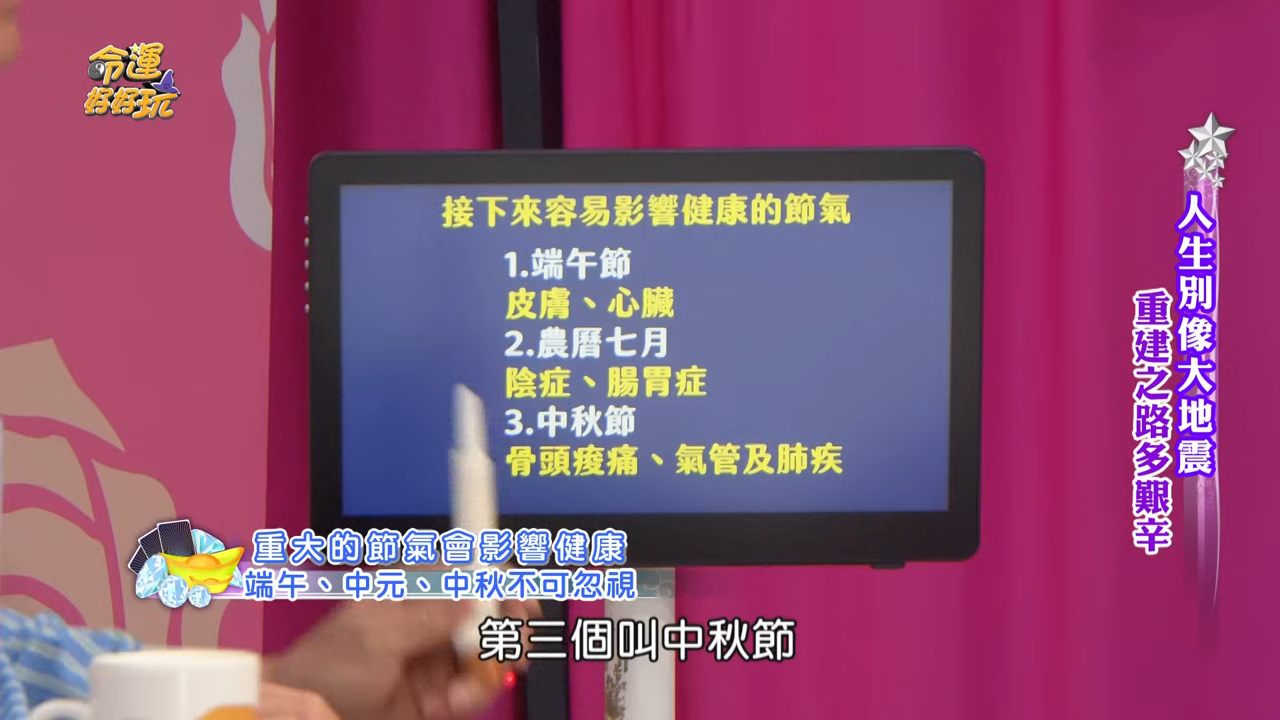 命運
好好玩
接下來容易影響健康的節氣
1.端午節
皮膚、心臟
2.農曆七月
陰症、腸胃症
3.中秋節
骨頭痠痛、氣管及肺疾
人生別像大地震
重建之路多艱辛
重大的節氣會影響健康
端午、中元、中秋不可忽視
第三個叫中秋節